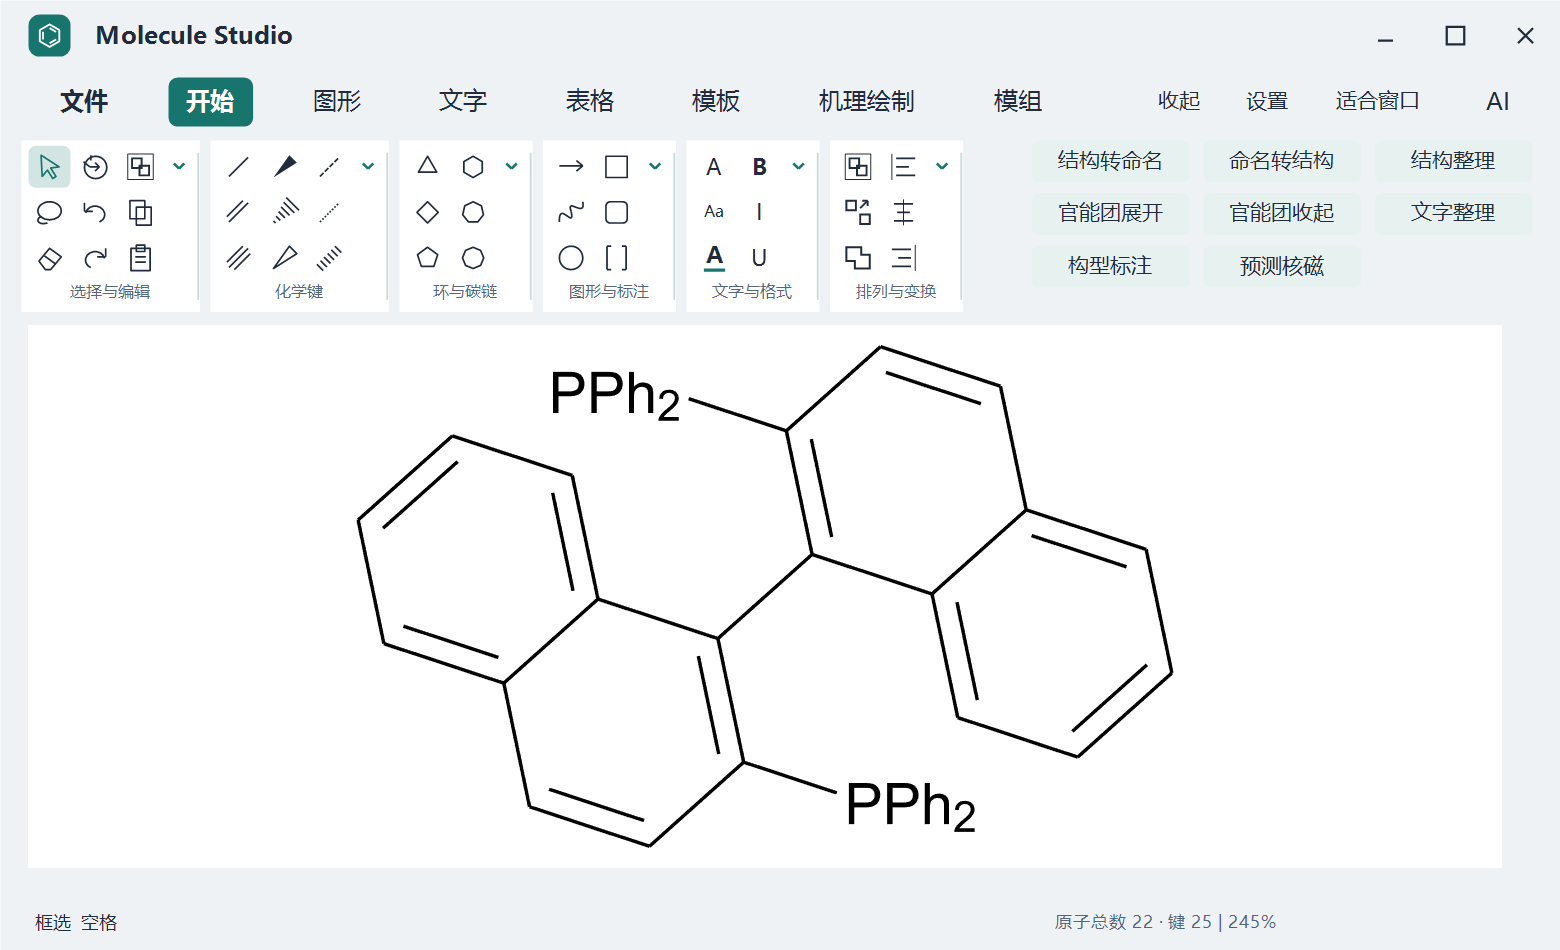 Molecule Studio
文件 开始 图形 文字 表格 模板 机理绘制 模组 收起 设置 适合窗口 AI
A B
Aa I
A U
选择与编辑 化学键 环与碳链 图形与标注 文字与格式 排列与变换
结构转命名 命名转结构 结构整理
官能团展开 官能团收起 文字整理
构型标注 预测核磁
PPh2
PPh2
框选 空格 原子总数 22 · 键 25 | 245%